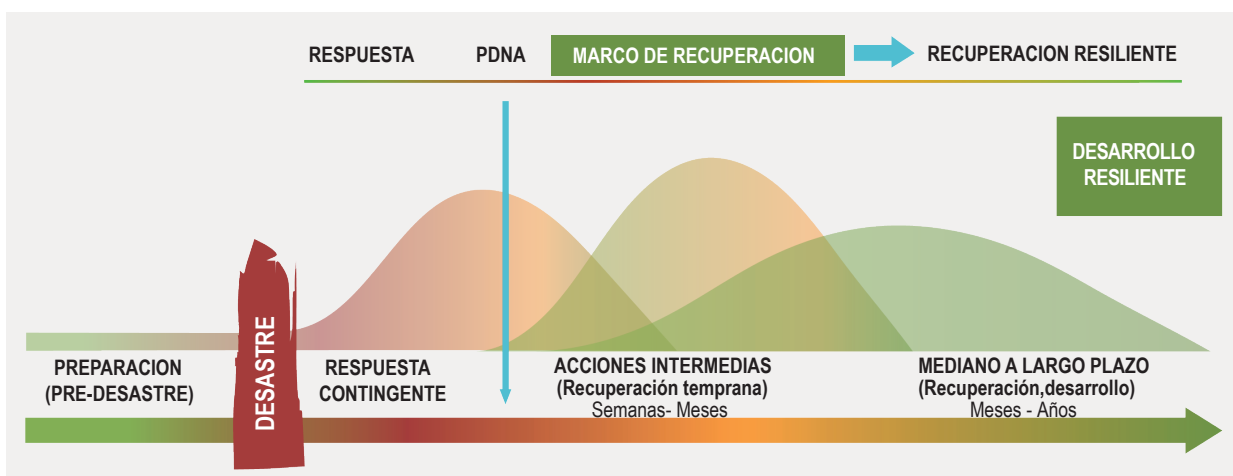 RESPUESTA
PDNA
MARCO DE RECUPERACION
RECUPERACION RESILIENTE
DESARROLLO
RESILIENTE
DESASTRE
PREPARACION
(PRE-DESASTRE)
RESPUESTA
CONTINGENTE
ACCIONES INTERMEDIAS
(Recuperación temprana)
Semanas- Meses
MEDIANO A LARGO PLAZO
(Recuperación,desarrollo)
Meses - Años